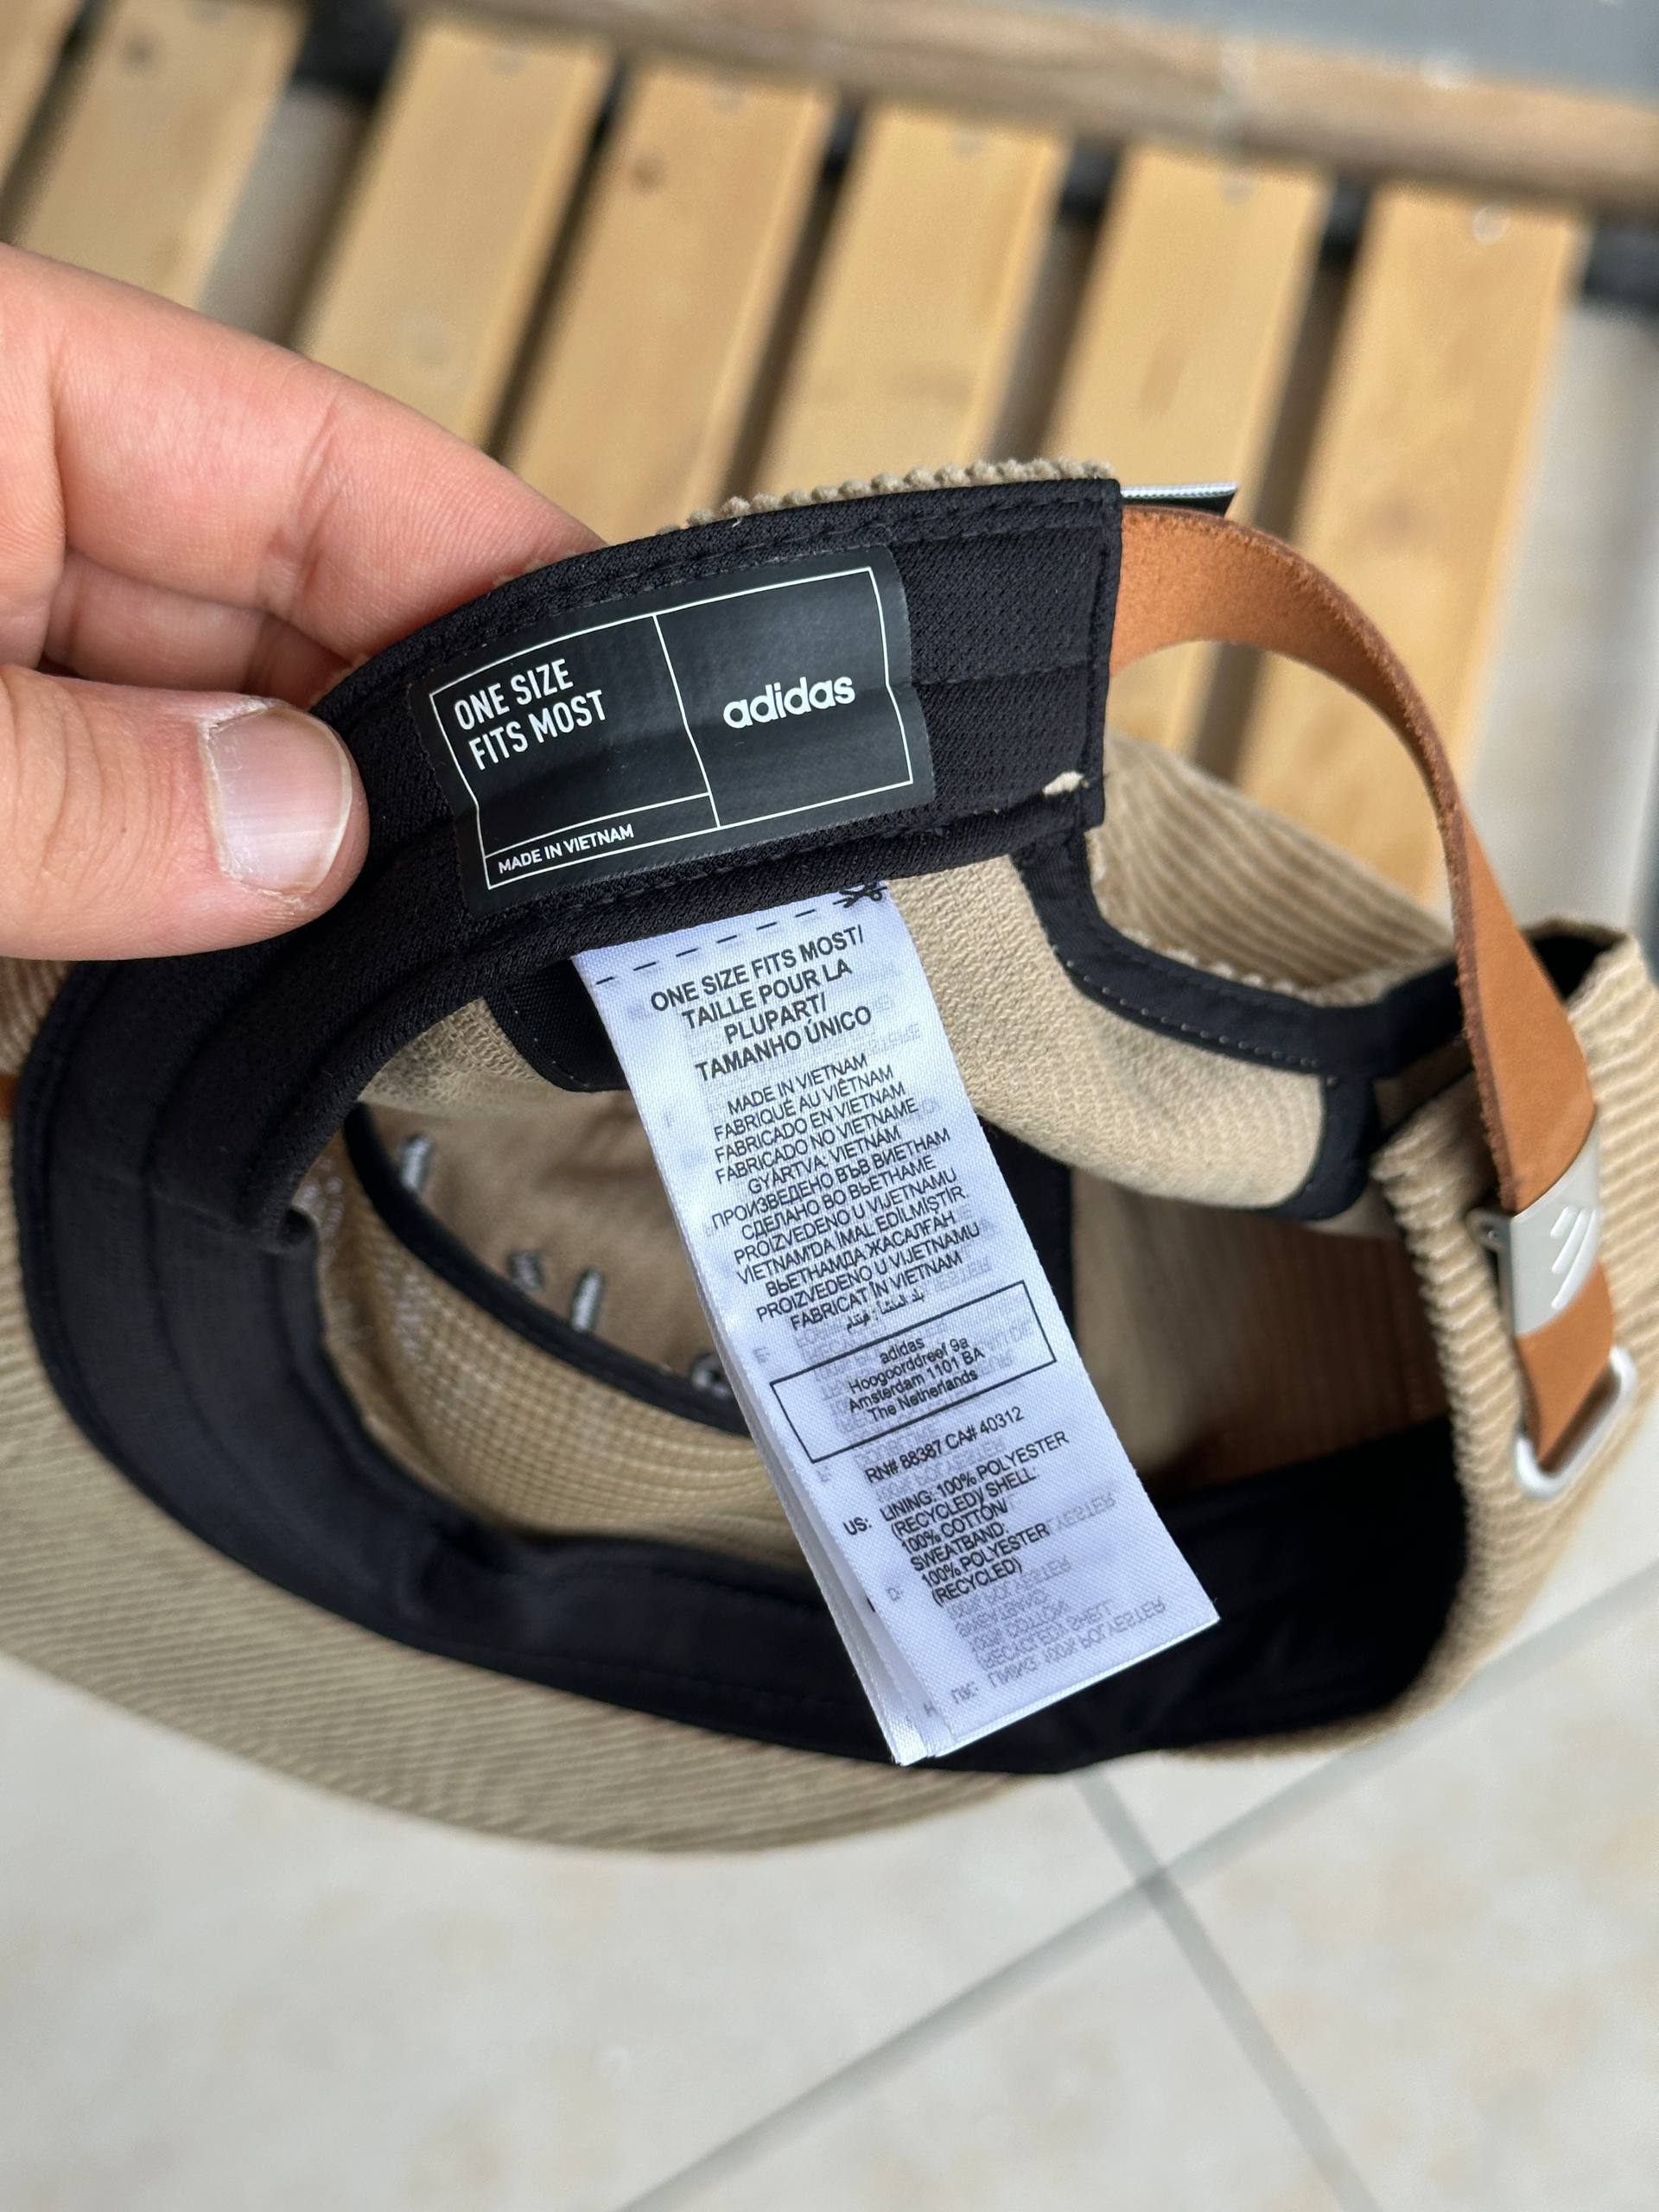 ONE SIZE
FITS MOST
MADE IN VIETNAM
adidas
ONE SIZE FITS MOST/
TAILLE POUR LA
PLUPART/
TAMANHO ÚNICO
MADE IN VIETNAM
FABRIQUÉ AU VIÊTNAM
FABRICADO EN VIETNAM
FABRICADO NO VIETNAME
GYÁRTVA: VIETNÁM
ПРОИЗВЕДЕНО ВЪВ ВИЕТНАМ
СДЕЛАНО ВО ВЬЕТНАМЕ
PROIZVEDENO U VIJETNAMU
VIETNAM'DA İMAL EDİLMİŞTİR.
ВЬЕТНАМДА ЖАСАЛҒАН
PROIZVEDENO U VIJETNAMU
FABRICAT ÎN VIETNAM
بلد المنشأ: فيتنام
adidas
Hoogoorddreef 9a
Amsterdam 1101 BA
The Netherlands
RN# 88387 CA# 40312
US: LINING: 100% POLYESTER
(RECYCLED)/ SHELL:
100% COTTON/
SWEATBAND:
100% POLYESTER
(RECYCLED)